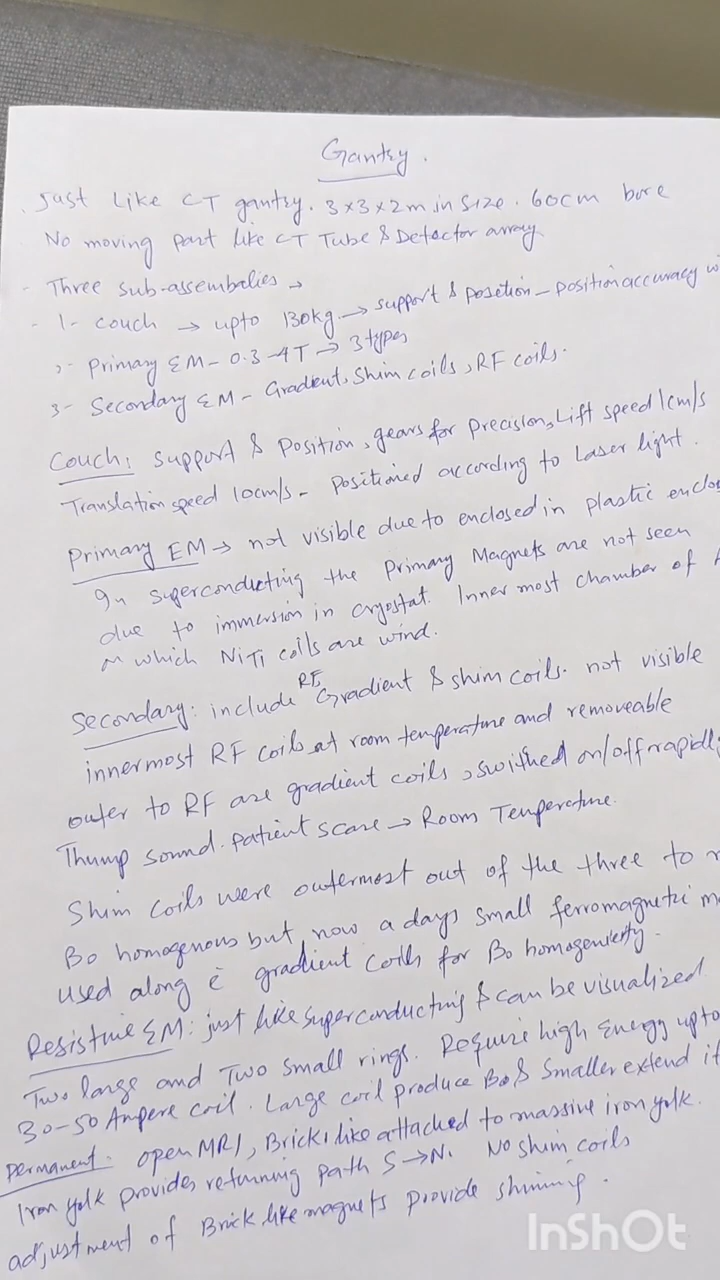 Gantry.
Just like CT gantry. 3×3×2m in size. 60cm bore
No moving part like CT Tube & Detector array
- Three sub-assembelies →
- 1- couch → upto 130kg → support & position - position accuracy
2- Primary EM - 0.3-4T → 3 types
3- Secondary EM - Gradient, Shim coils, RF coils.
Couch: Support & Position, gears for precision, Lift speed 1cm/s
Translation speed 10cm/s - Positioned according to Laser light.
Primary EM → not visible due to enclosed in plastic enclo
In superconducting the Primary Magnets are not seen
due to immersion in cryostat. Inner most chamber of
in which NiTi coils are wind.
Secondary: include RF Gradient & shim coils. not visible
innermost RF coils at room temperature and removeable
outer to RF are gradient coils, switched on/off rapidly
Thump sound. Patient scare → Room Temperature.
Shim coils were outermost out of the three to
Bo homogenous but now a days small ferromagnetic
used along c̄ gradient coils for Bo homogeniety.
Resistive EM: just like superconducting & can be visualized
Two large and Two small rings. Require high energy upto
30-50 Ampere coil. Large coil produce Bo & smaller extend it
Permanent: open MRI, Bricks like attached to massive iron yolk.
Iron yolk provides returning path S→N. No shim coils
adjustment of Brick like magnets provide shiming.
InShOt